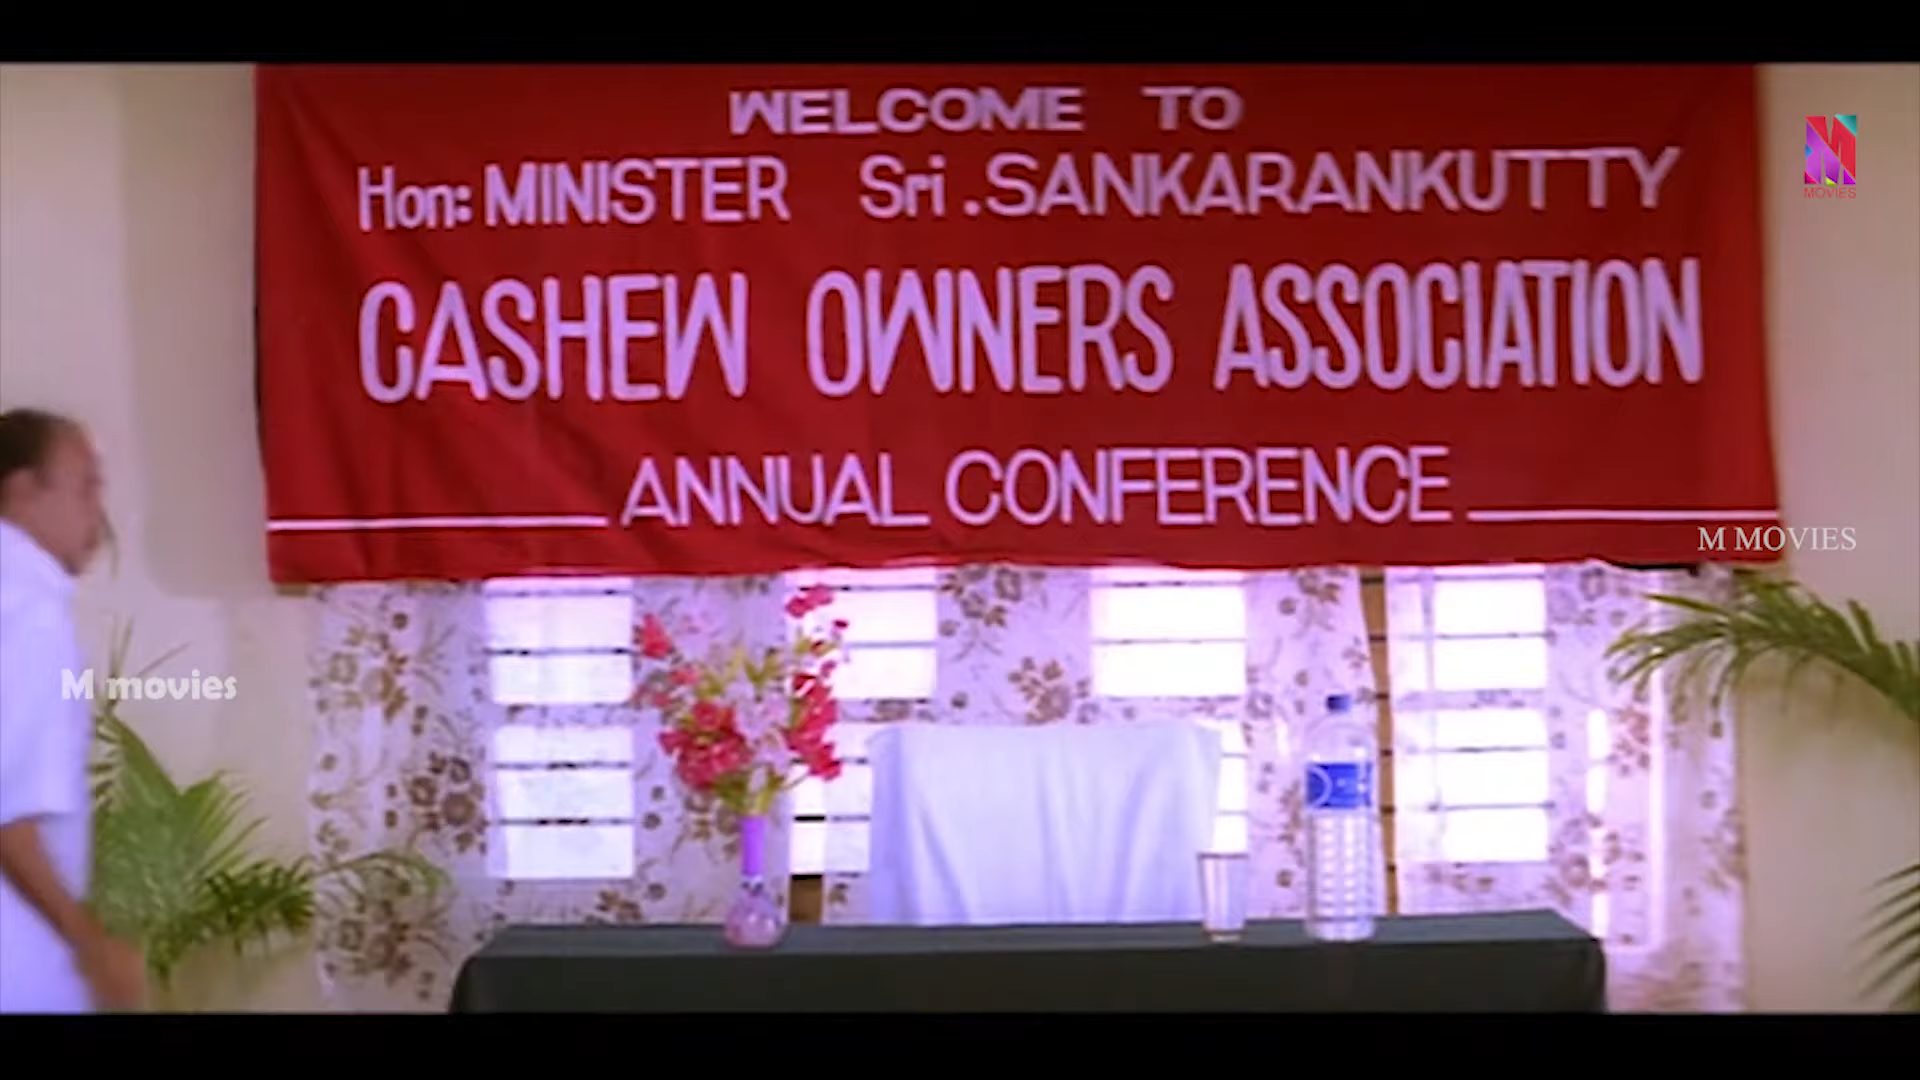 WELCOME TO
Hon: MINISTER Sri. SANKARANKUTTY
CASHEW OWNERS ASSOCIATION
ANNUAL CONFERENCE
M
MOVIES
M MOVIES
M movies